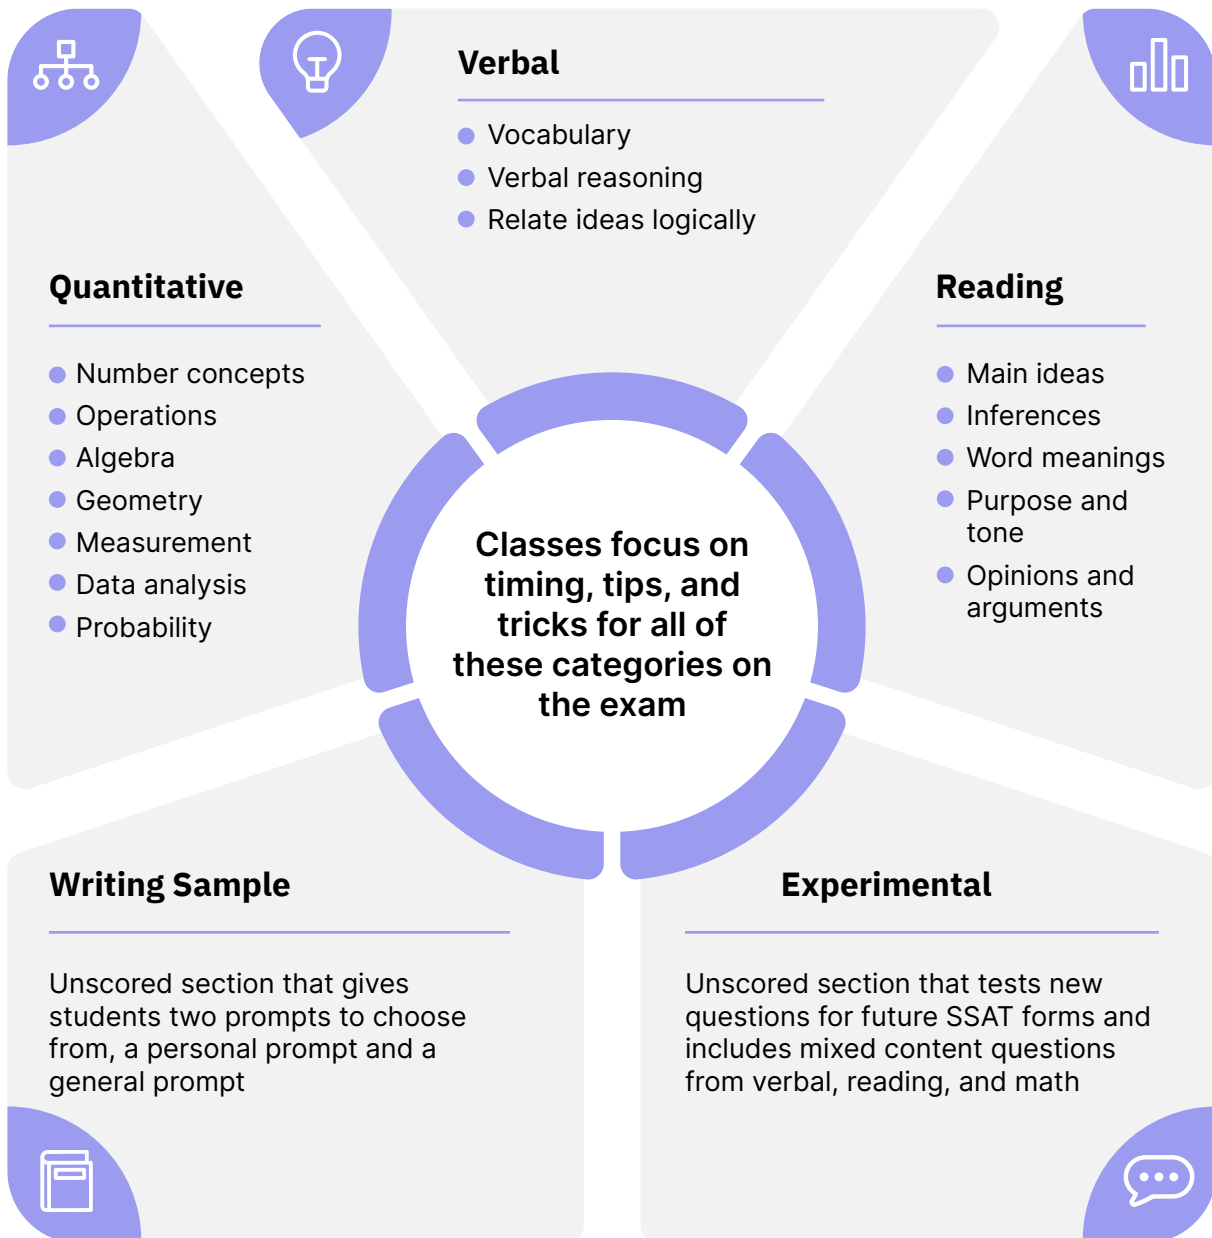 Verbal
Vocabulary
Verbal reasoning
Relate ideas logically
Quantitative
Number concepts
Operations
Algebra
Geometry
Measurement
Data analysis
Probability
Reading
Main ideas
Inferences
Word meanings
Purpose and
tone
Opinions and
arguments
Classes focus on
timing, tips, and
tricks for all of
these categories on
the exam
Writing Sample
Unscored section that gives
students two prompts to choose
from, a personal prompt and a
general prompt
Experimental
Unscored section that tests new
questions for future SSAT forms and
includes mixed content questions
from verbal, reading, and math